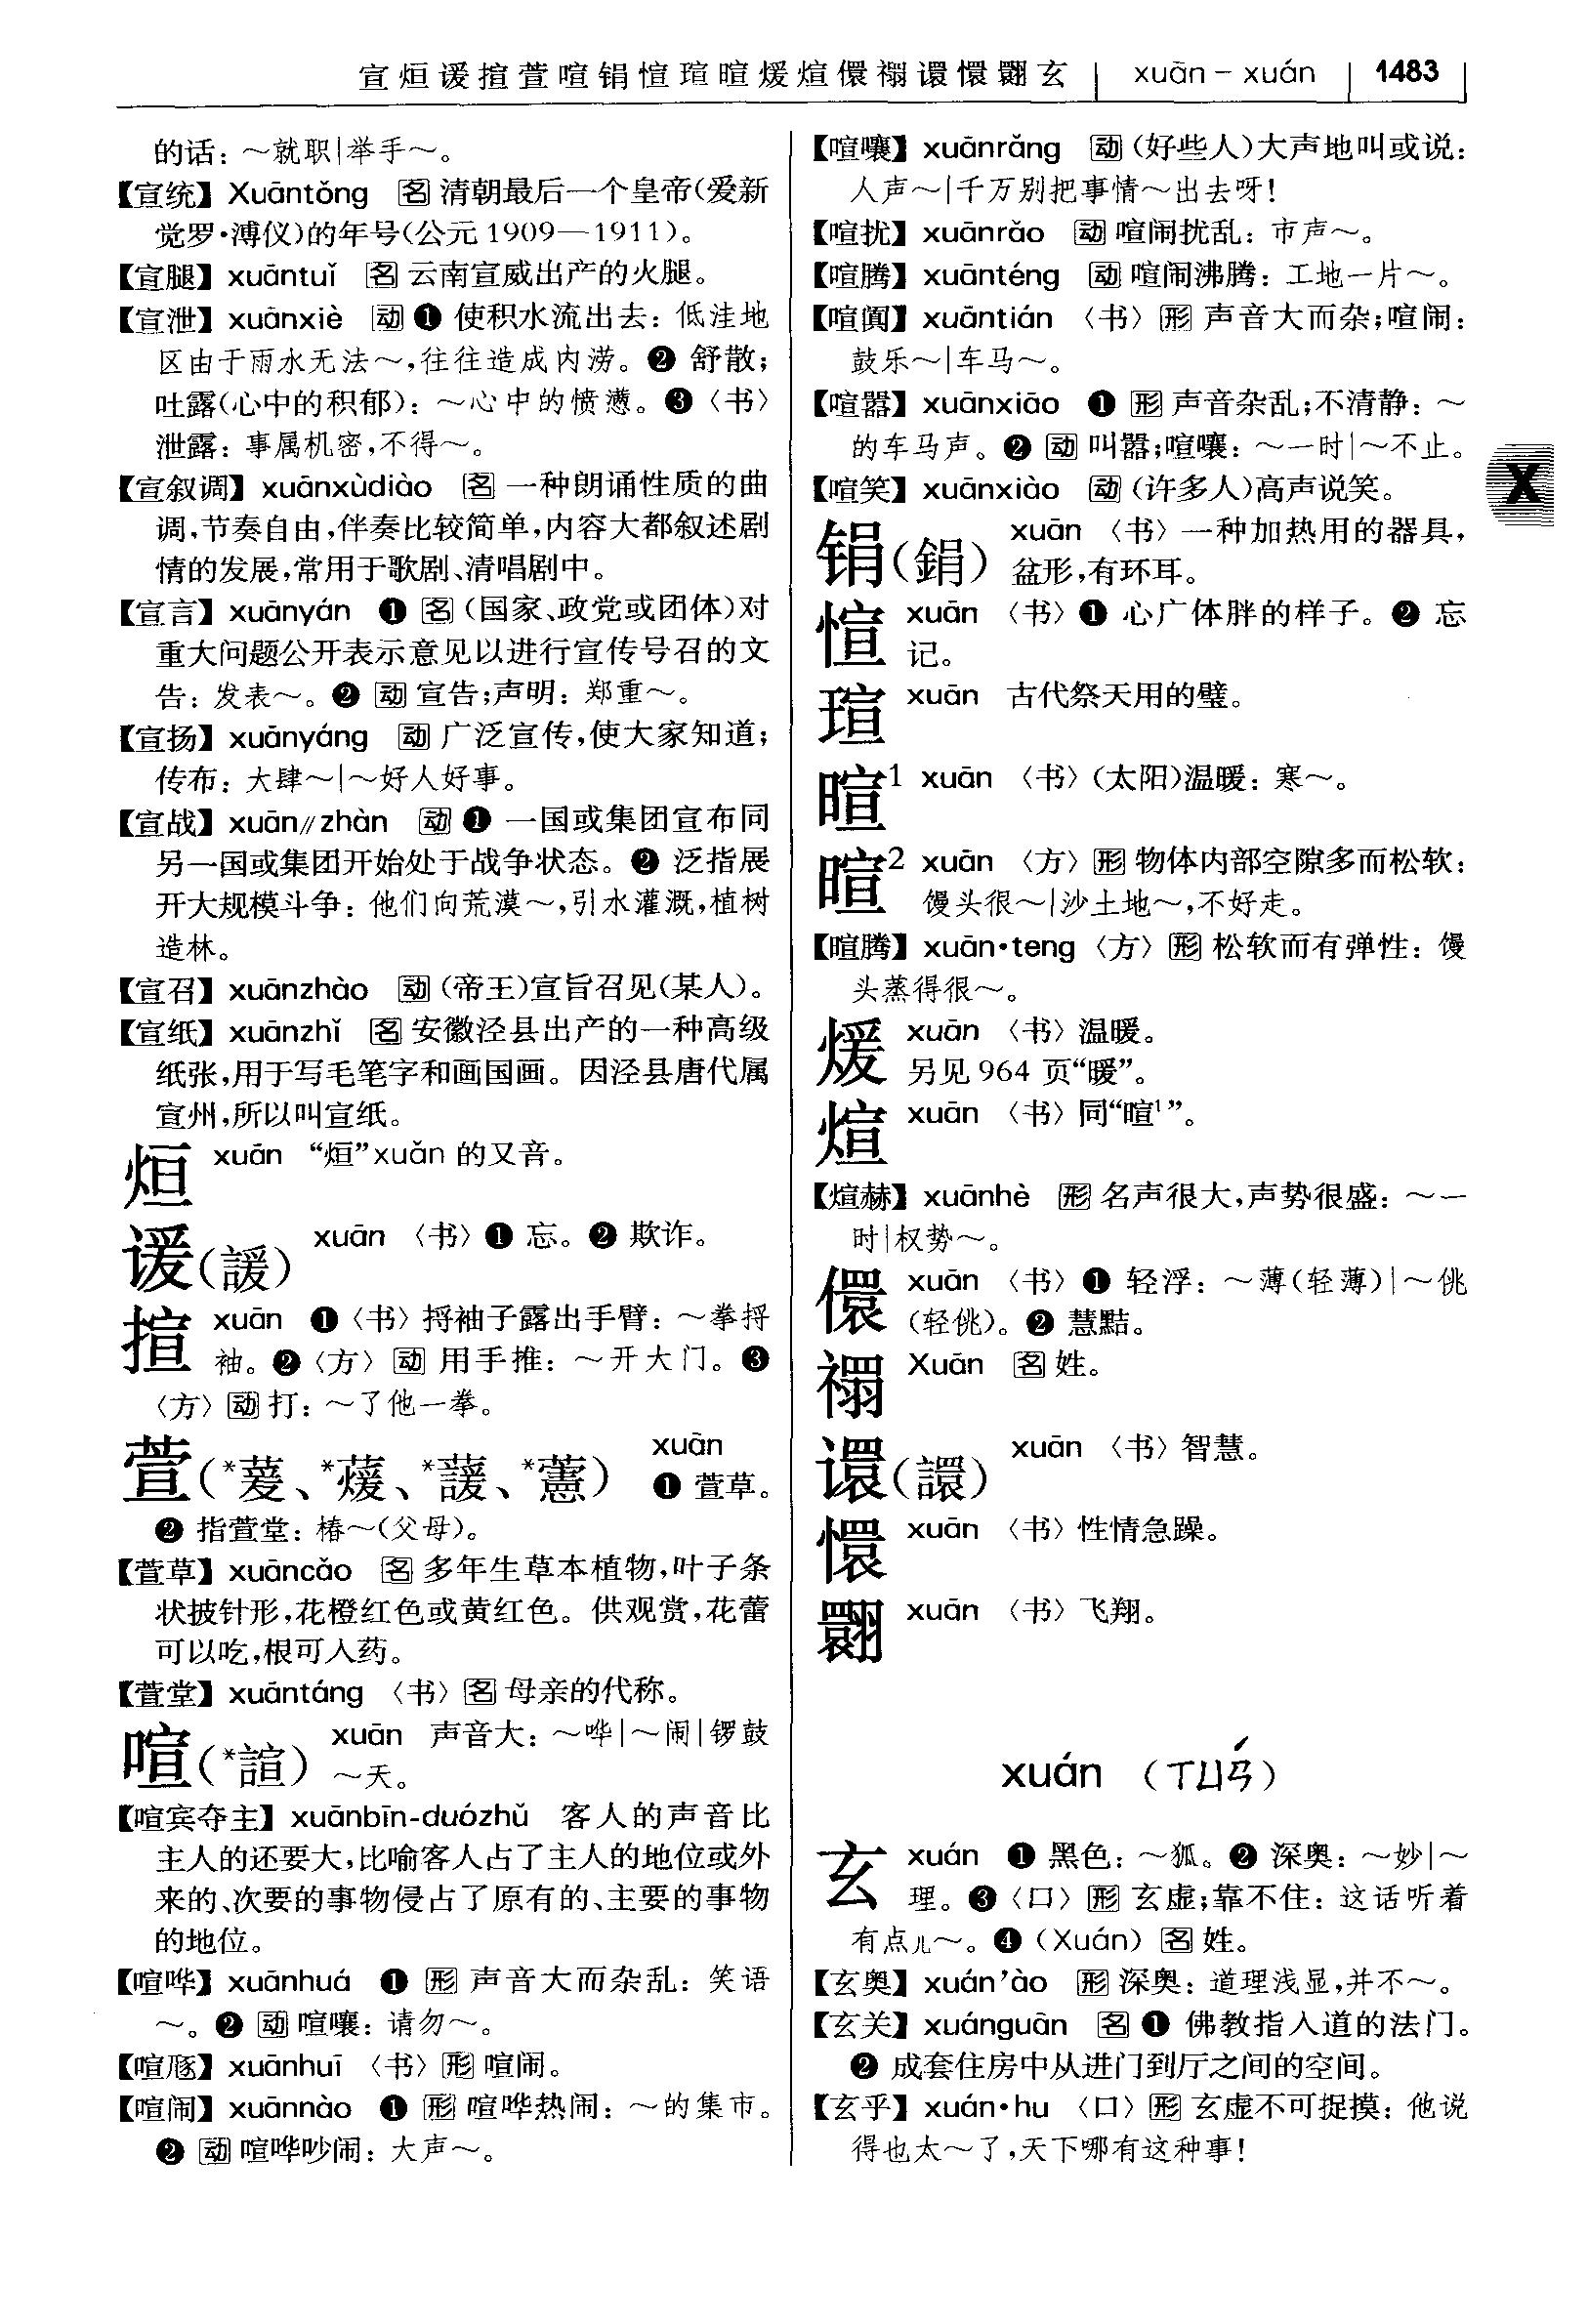 宣烜谖揎萱喧锠愃瑄暄煖煊儇禤譞懁翾玄 xuān–xuán 1483
的话：～就职|举手～。
【宣统】Xuāntǒng 名 清朝最后一个皇帝(爱新
觉罗·溥仪)的年号(公元1909—1911)。
【宣腿】xuāntuǐ 名 云南宣威出产的火腿。
【宣泄】xuānxiè 动 ❶ 使积水流出去：低洼地
区由于雨水无法～,往往造成内涝。❷ 舒散；
吐露(心中的积郁)：～心中的愤懑。❸〈书〉
泄露：事属机密,不得～。
【宣叙调】xuānxùdiào 名 一种朗诵性质的曲
调,节奏自由,伴奏比较简单,内容大都叙述剧
情的发展,常用于歌剧、清唱剧中。
【宣言】xuānyán ❶ 名 (国家、政党或团体)对
重大问题公开表示意见以进行宣传号召的文
告：发表～。❷ 动 宣告;声明：郑重～。
【宣扬】xuānyáng 动 广泛宣传,使大家知道；
传布：大肆～|～好人好事。
【宣战】xuān∥zhàn 动 ❶ 一国或集团宣布同
另一国或集团开始处于战争状态。❷ 泛指展
开大规模斗争：他们向荒漠～,引水灌溉,植树
造林。
【宣召】xuānzhào 动 (帝王)宣旨召见(某人)。
【宣纸】xuānzhǐ 名 安徽泾县出产的一种高级
纸张,用于写毛笔字和画国画。因泾县唐代属
宣州,所以叫宣纸。
烜 xuān “烜”xuǎn 的又音。
谖(諼) xuān 〈书〉❶ 忘。❷ 欺诈。
揎 xuān ❶〈书〉捋袖子露出手臂：～拳捋
袖。❷〈方〉动 用手推：～开大门。❸
〈方〉动 打：～了他一拳。
萱(*萲、*蕿、*藼、*蘐) xuān
❶ 萱草。
❷ 指萱堂：椿～(父母)。
【萱草】xuāncǎo 名 多年生草本植物,叶子条
状披针形,花橙红色或黄红色。供观赏,花蕾
可以吃,根可入药。
【萱堂】xuāntáng 〈书〉名 母亲的代称。
喧(*諠) xuān 声音大：～哗|～闹|锣鼓
～天。
【喧宾夺主】xuānbīn-duózhǔ 客人的声音比
主人的还要大,比喻客人占了主人的地位或外
来的、次要的事物侵占了原有的、主要的事物
的地位。
【喧哗】xuānhuá ❶ 形 声音大而杂乱：笑语
～。❷ 动 喧嚷：请勿～。
【喧豗】xuānhuī 〈书〉形 喧闹。
【喧闹】xuānnào ❶ 形 喧哗热闹：～的集市。
❷ 动 喧哗吵闹：大声～。
【喧嚷】xuānrǎng 动 (好些人)大声地叫或说：
人声～|千万别把事情～出去呀！
【喧扰】xuānrǎo 动 喧闹扰乱：市声～。
【喧腾】xuānténg 动 喧闹沸腾：工地一片～。
【喧阗】xuāntián 〈书〉形 声音大而杂;喧闹：
鼓乐～|车马～。
【喧嚣】xuānxiāo ❶ 形 声音杂乱;不清静：～
的车马声。❷ 动 叫嚣;喧嚷：～一时|～不止。
【喧笑】xuānxiào 动 (许多人)高声说笑。
X
锠(鋗) xuān 〈书〉一种加热用的器具,
盆形,有环耳。
愃 xuān 〈书〉❶ 心广体胖的样子。❷ 忘
记。
瑄 xuān 古代祭天用的璧。
暄¹ xuān 〈书〉(太阳)温暖：寒～。
暄² xuān 〈方〉形 物体内部空隙多而松软：
馒头很～|沙土地～,不好走。
【暄腾】xuān·teng 〈方〉形 松软而有弹性：馒
头蒸得很～。
煖 xuān 〈书〉温暖。
另见 964 页“暖”。
煊 xuān 〈书〉同“暄¹”。
【煊赫】xuānhè 形 名声很大,声势很盛：～一
时|权势～。
儇 xuān 〈书〉❶ 轻浮：～薄(轻薄)|～佻
(轻佻)。❷ 慧黠。
禤 Xuān 名 姓。
𫍽(譞) xuān 〈书〉智慧。
懁 xuān 〈书〉性情急躁。
翾 xuān 〈书〉飞翔。
xuán (ㄒㄩㄢˊ)
玄 xuán ❶ 黑色：～狐。❷ 深奥：～妙|～
理。❸〈口〉形 玄虚;靠不住：这话听着
有点儿～。❹ (Xuán) 名 姓。
【玄奥】xuán’ào 形 深奥：道理浅显,并不～。
【玄关】xuánguān 名 ❶ 佛教指入道的法门。
❷ 成套住房中从进门到厅之间的空间。
【玄乎】xuán·hu 〈口〉形 玄虚不可捉摸：他说
得也太～了,天下哪有这种事！